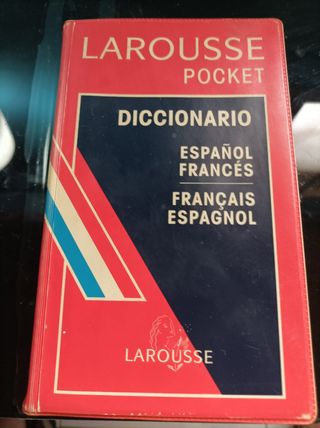 LAROUSSE
POCKET
DICCIONARIO
ESPAÑOL
FRANCÉS
FRANÇAIS
ESPAGNOL
LAROUSSE